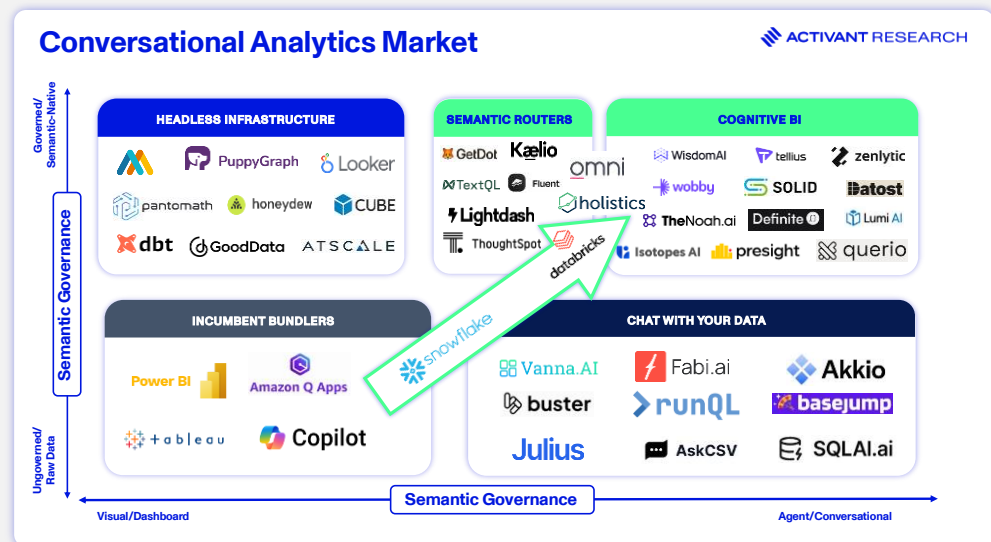 Conversational Analytics Market
ACTIVANT RESEARCH
Governed/
Semantic-Native
Semantic Governance
Ungoverned/
Raw Data
HEADLESS INFRASTRUCTURE
PuppyGraph
Looker
pantomath
honeydew
CUBE
dbt
GoodData
ATSCALE
SEMANTIC ROUTERS
GetDot
Kælio
omni
TextQL
Fluent
holistics
Lightdash
ThoughtSpot
databricks
COGNITIVE BI
WisdomAI
tellius
zenlytic
wobby
SOLID
Datost
TheNoah.ai
Definite
Lumi AI
Isotopes AI
presight
querio
snowflake
INCUMBENT BUNDLERS
Power BI
Amazon Q Apps
+ableau
Copilot
CHAT WITH YOUR DATA
Vanna.AI
Fabi.ai
Akkio
buster
runQL
basejump
Julius
AskCSV
SQLAI.ai
Semantic Governance
Visual/Dashboard
Agent/Conversational